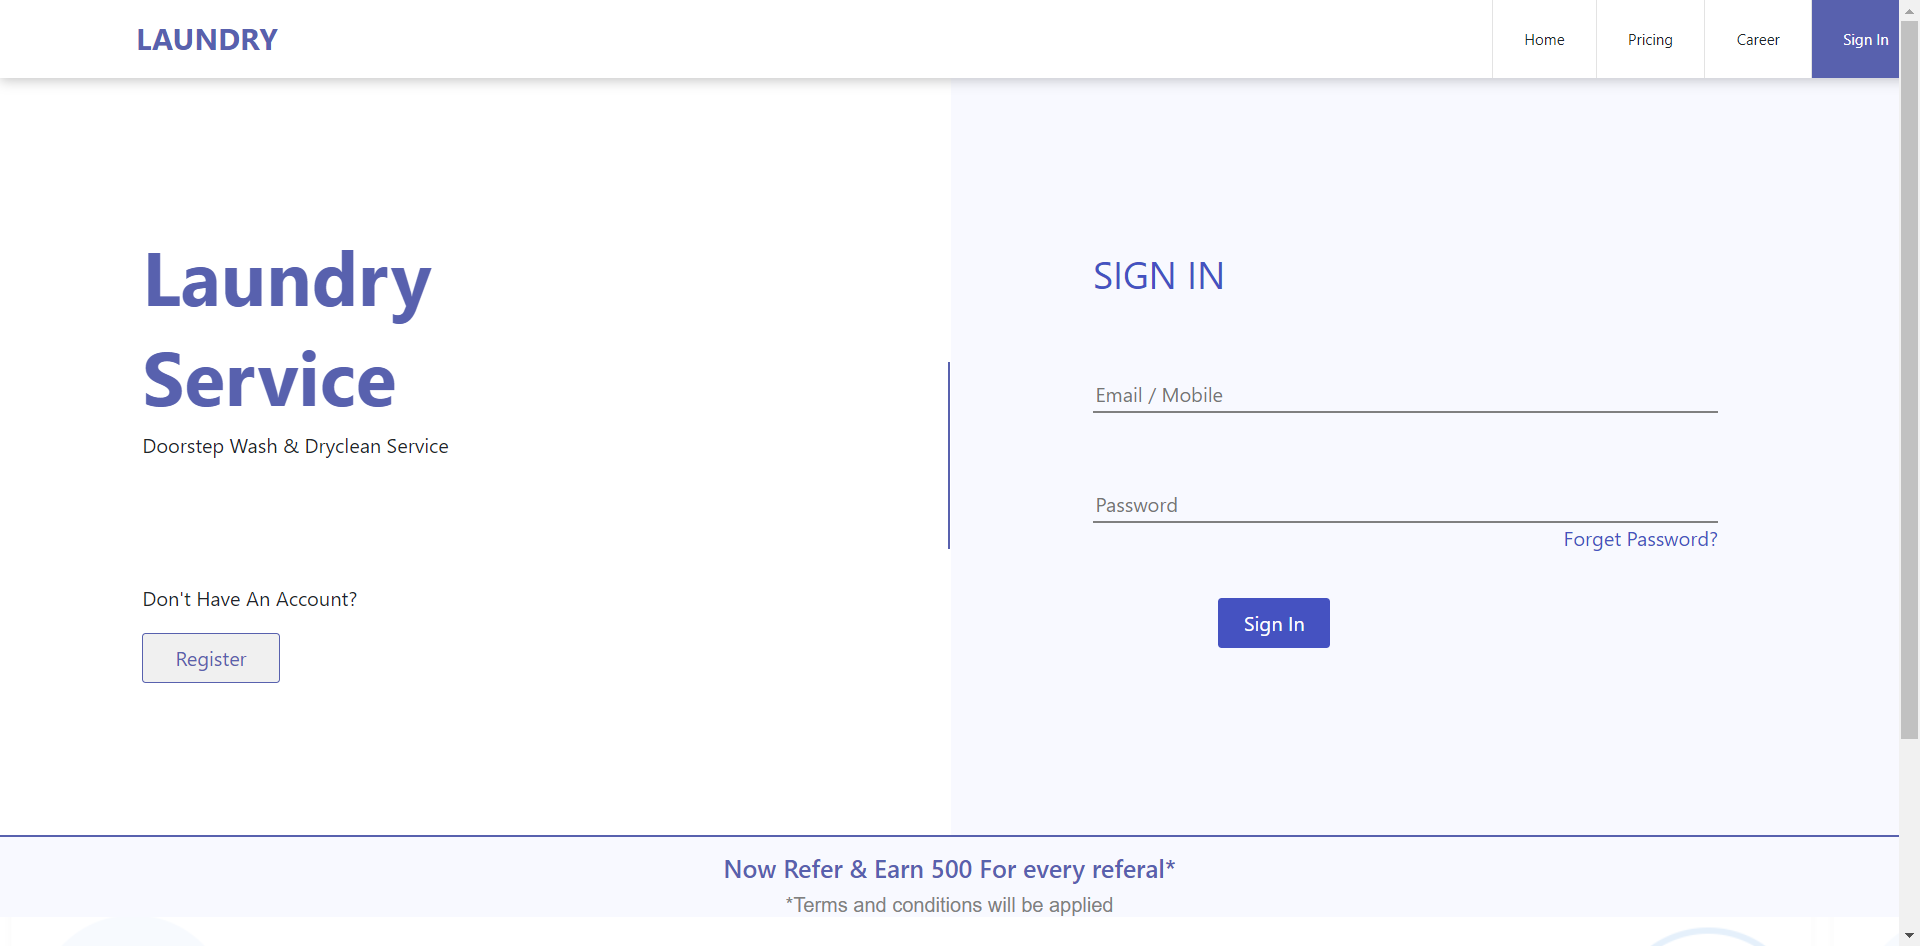 LAUNDRY
Home
Pricing
Career
Sign In
Laundry
Service
Doorstep Wash & Dryclean Service
Don't Have An Account?
Register
SIGN IN
Email / Mobile
Password
Forget Password?
Sign In
Now Refer & Earn 500 For every referal*
*Terms and conditions will be applied